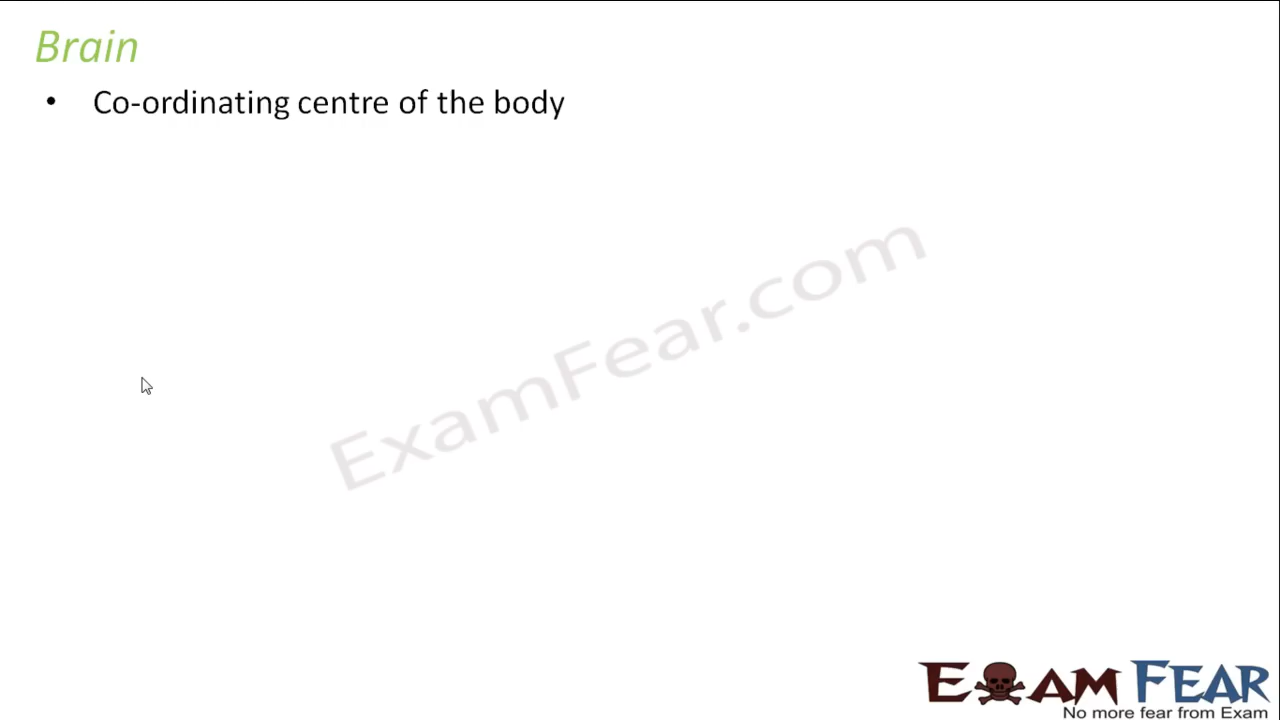 Brain
• Co-ordinating centre of the body
ExamFear.com
EXAM FEAR
No more fear from Exam